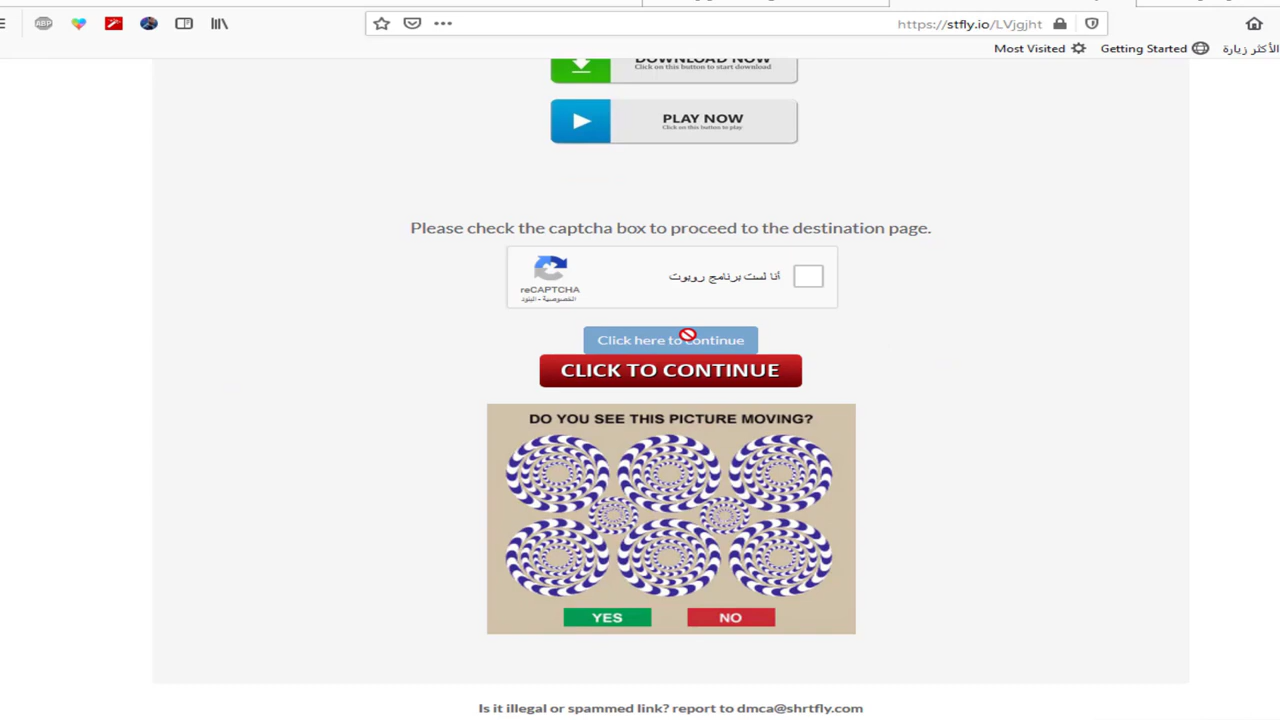 https://stfly.io/LVjgjht
ABP
Most Visited
Getting Started
الأكثر زيارة
DOWNLOAD NOW
Click on this button to start download
PLAY NOW
Click on this button to play
Please check the captcha box to proceed to the destination page.
أنا لست برنامج روبوت
reCAPTCHA
الخصوصية - البنود
Click here to continue
CLICK TO CONTINUE
DO YOU SEE THIS PICTURE MOVING?
YES
NO
Is it illegal or spammed link? report to dmca@shrtfly.com